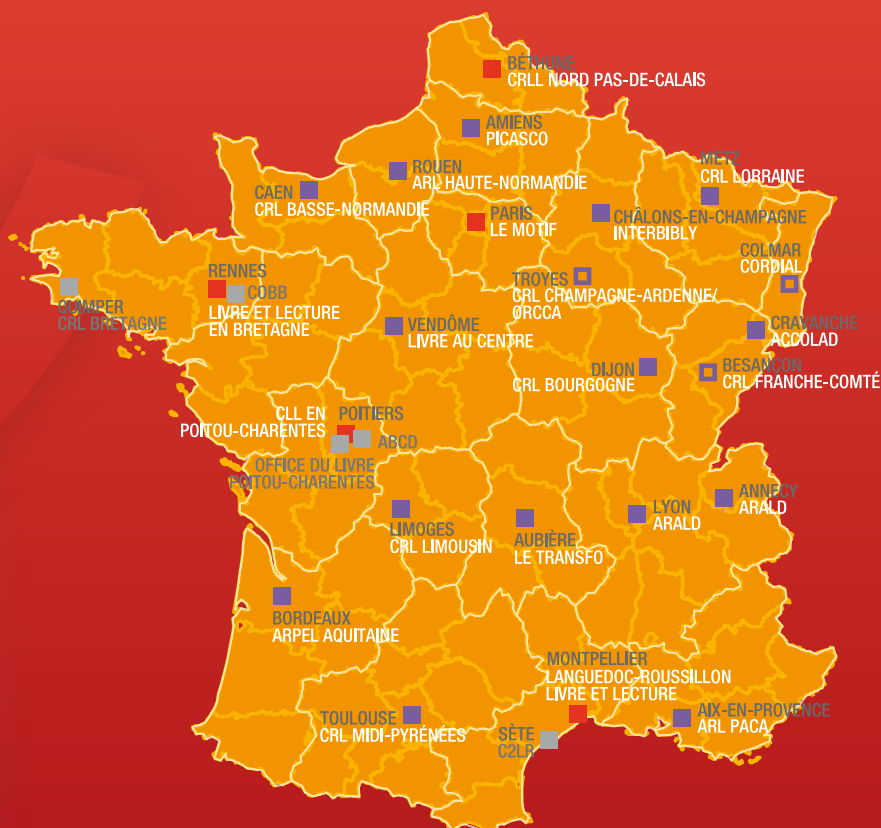 BÉTHUNE
CRLL NORD PAS-DE-CALAIS
AMIENS
PICASCO
ROUEN
ARL HAUTE-NORMANDIE
METZ
CRL LORRAINE
CAEN
CRL BASSE-NORMANDIE
PARIS
LE MOTIF
CHÂLONS-EN-CHAMPAGNE
INTERBIBLY
COLMAR
CORDIAL
RENNES
COBB
LIVRE ET LECTURE
EN BRETAGNE
QUIMPER
CRL BRETAGNE
TROYES
CRL CHAMPAGNE-ARDENNE/
ORCCA
VENDÔME
LIVRE AU CENTRE
CRAVANCHE
ACCOLAD
DIJON
CRL BOURGOGNE
BESANCON
CRL FRANCHE-COMTÉ
CLL EN
POITOU-CHARENTES
POITIERS
ABCD
OFFICE DU LIVRE
POITOU-CHARENTES
LIMOGES
CRL LIMOUSIN
AUBIÈRE
LE TRANSFO
LYON
ARALD
ANNECY
ARALD
BORDEAUX
ARPEL AQUITAINE
MONTPELLIER
LANGUEDOC-ROUSSILLON
LIVRE ET LECTURE
TOULOUSE
CRL MIDI-PYRÉNÉES
SÈTE
C2LR
AIX-EN-PROVENCE
ARL PACA